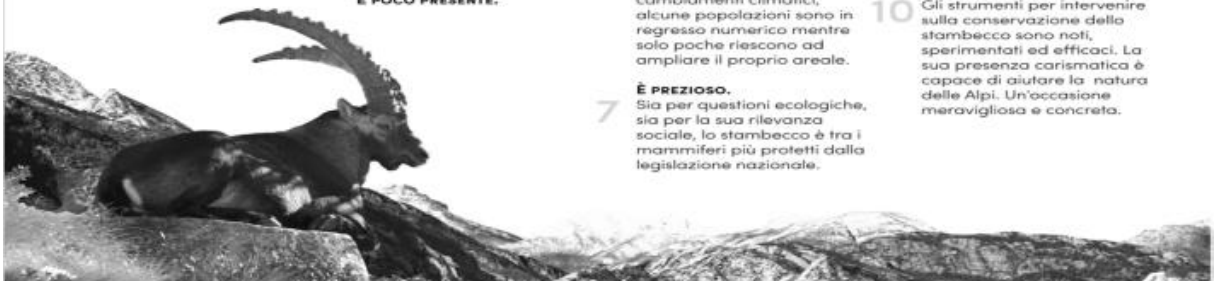 È POCO PRESENTE.
cambiamenti climatici,
alcune popolazioni sono in
regresso numerico mentre
solo poche riescono ad
ampliare il proprio areale.
7
È PREZIOSO.
Sia per questioni ecologiche,
sia per la sua rilevanza
sociale, lo stambecco è tra i
mammiferi più protetti dalla
legislazione nazionale.
10
Gli strumenti per intervenire
sulla conservazione dello
stambecco sono noti,
sperimentati ed efficaci. La
sua presenza carismatica è
capace di aiutare la  natura
delle Alpi. Un'occasione
meravigliosa e concreta.